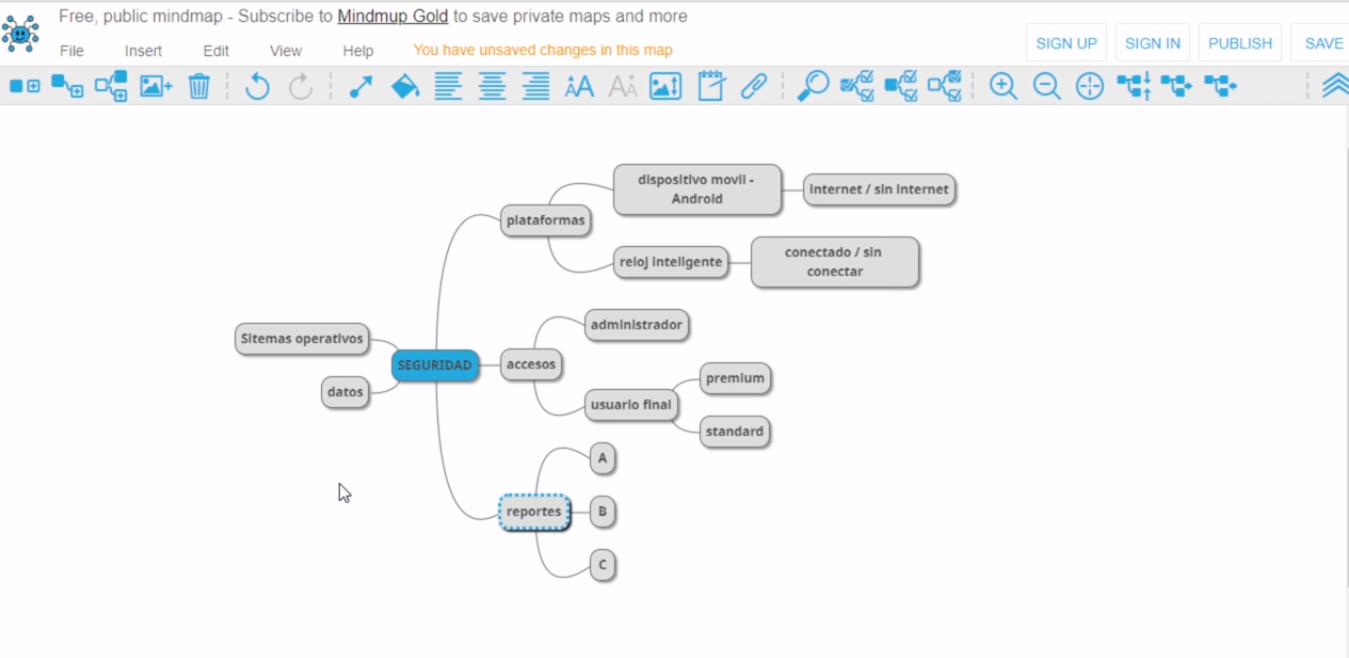 Free, public mindmap - Subscribe to Mindmup Gold to save private maps and more
File Insert Edit View Help You have unsaved changes in this map
SIGN UP SIGN IN PUBLISH SAVE
dispositivo movil -
Android
internet / sin internet
plataformas
reloj inteligente
conectado / sin
conectar
administrador
Sitemas operativos
SEGURIDAD
accesos
datos
premium
usuario final
standard
A
reportes
B
C